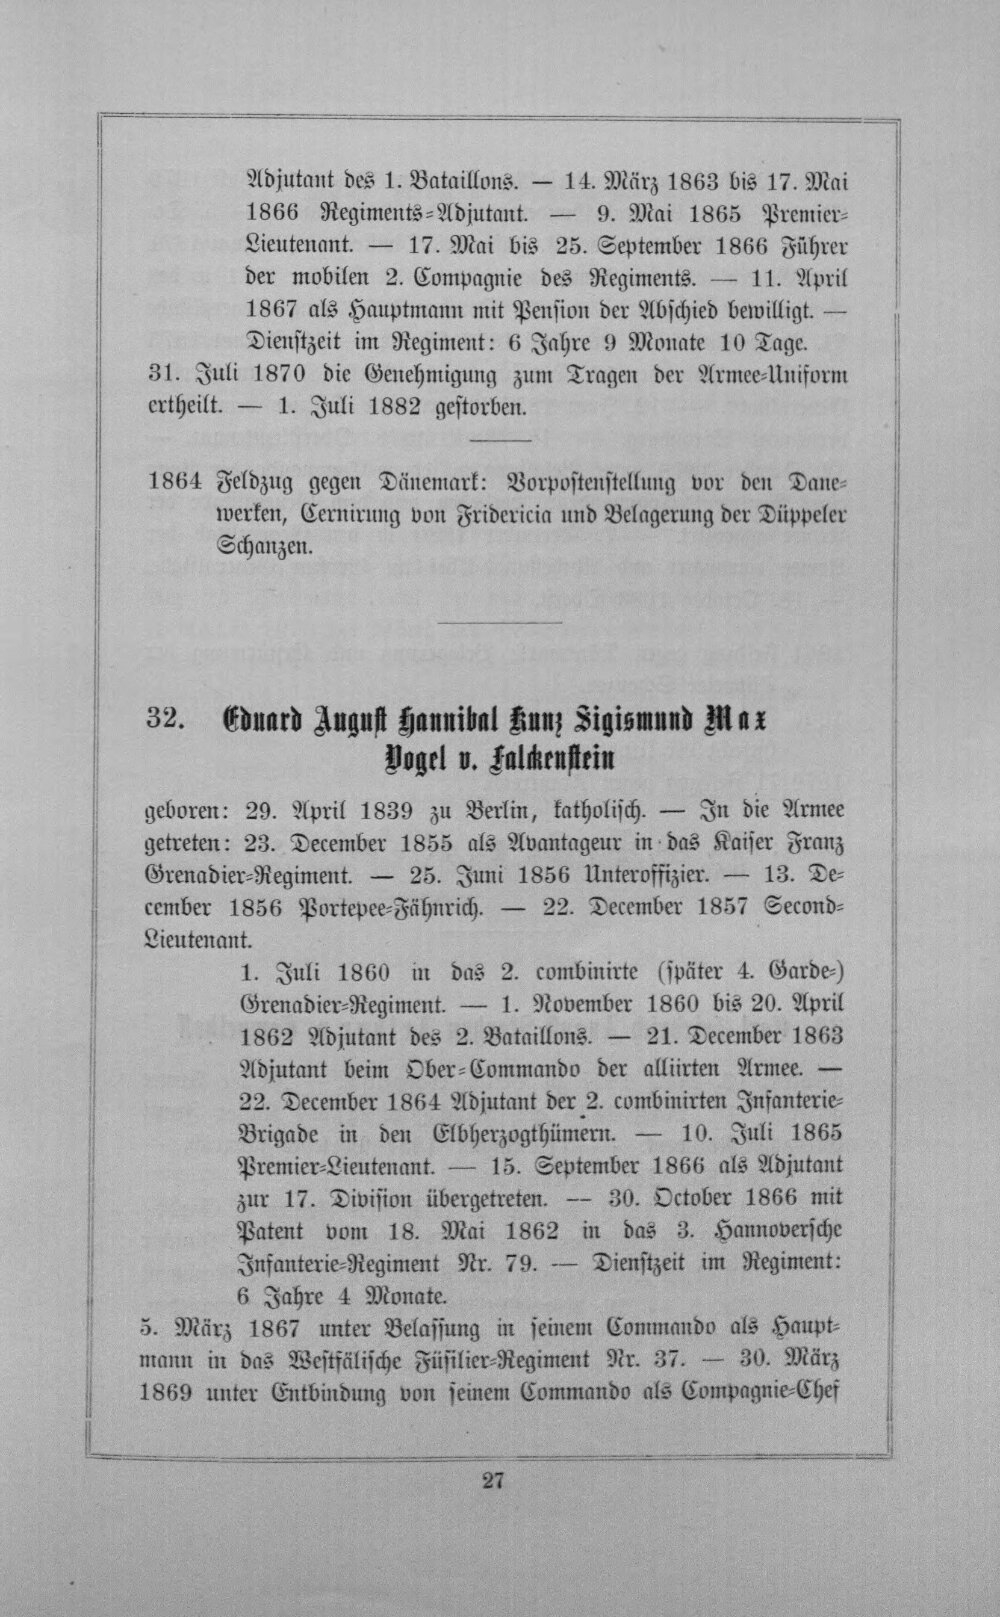 Adjutant des 1. Bataillons. — 14. März 1863 bis 17. Mai
1866 Regiments-Adjutant. — 9. Mai 1865 Premier-
Lieutenant. — 17. Mai bis 25. September 1866 Führer
der mobilen 2. Compagnie des Regiments. — 11. April
1867 als Hauptmann mit Pension der Abschied bewilligt. —
Dienstzeit im Regiment: 6 Jahre 9 Monate 10 Tage.
31. Juli 1870 die Genehmigung zum Tragen der Armee-Uniform
ertheilt. — 1. Juli 1882 gestorben.
1864 Feldzug gegen Dänemark: Vorpostenstellung vor den Dane-
werken, Cernirung von Fridericia und Belagerung der Düppeler
Schanzen.
32. Eduard August Hannibal Kunz Sigismund Max
Vogel v. Falckenstein
geboren: 29. April 1839 zu Berlin, katholisch. — In die Armee
getreten: 23. December 1855 als Avantageur in das Kaiser Franz
Grenadier-Regiment. — 25. Juni 1856 Unteroffizier. — 13. De-
cember 1856 Portepee-Fähnrich. — 22. December 1857 Second-
Lieutenant.
1. Juli 1860 in das 2. combinirte (später 4. Garde-)
Grenadier-Regiment. — 1. November 1860 bis 20. April
1862 Adjutant des 2. Bataillons. — 21. December 1863
Adjutant beim Ober-Commando der alliirten Armee. —
22. December 1864 Adjutant der 2. combinirten Infanterie-
Brigade in den Elbherzogthümern. — 10. Juli 1865
Premier-Lieutenant. — 15. September 1866 als Adjutant
zur 17. Division übergetreten. — 30. October 1866 mit
Patent vom 18. Mai 1862 in das 3. Hannoversche
Infanterie-Regiment Nr. 79. — Dienstzeit im Regiment:
6 Jahre 4 Monate.
5. März 1867 unter Belassung in seinem Commando als Haupt-
mann in das Westfälische Füsilier-Regiment Nr. 37. — 30. März
1869 unter Entbindung von seinem Commando als Compagnie-Chef
27